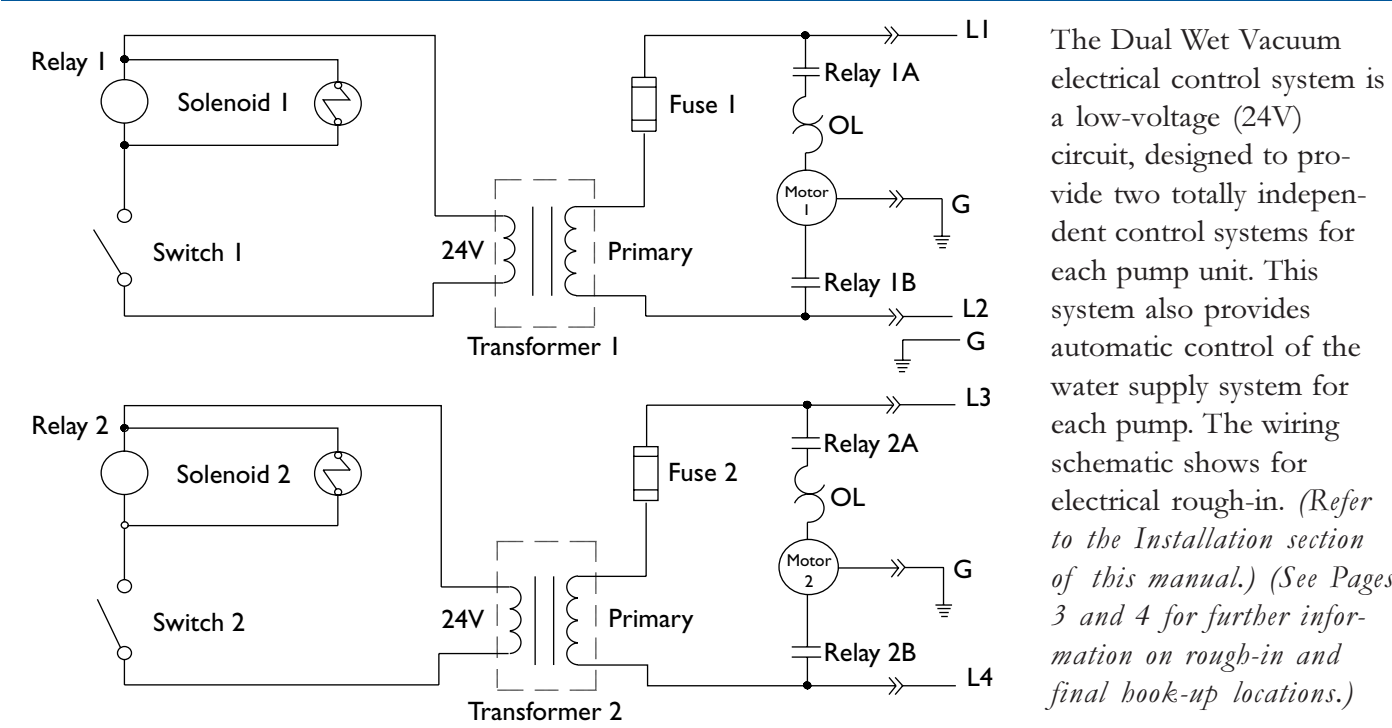 Relay 1
Solenoid 1
Switch 1
24V
Primary
Transformer 1
Fuse 1
Relay 1A
OL
Motor
1
G
Relay 1B
L1
L2
G
Relay 2
Solenoid 2
Switch 2
24V
Primary
Transformer 2
Fuse 2
Relay 2A
OL
Motor
2
G
Relay 2B
L3
L4
The Dual Wet Vacuum
electrical control system is
a low-voltage (24V)
circuit, designed to pro-
vide two totally indepen-
dent control systems for
each pump unit. This
system also provides
automatic control of the
water supply system for
each pump. The wiring
schematic shows for
electrical rough-in. (Refer
to the Installation section
of this manual.) (See Pages
3 and 4 for further infor-
mation on rough-in and
final hook-up locations.)